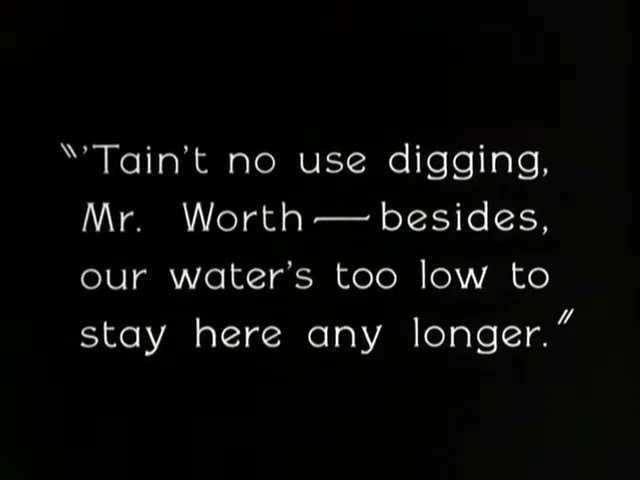 "'Tain't no use digging,
Mr. Worth—besides,
our water's too low to
stay here any longer."